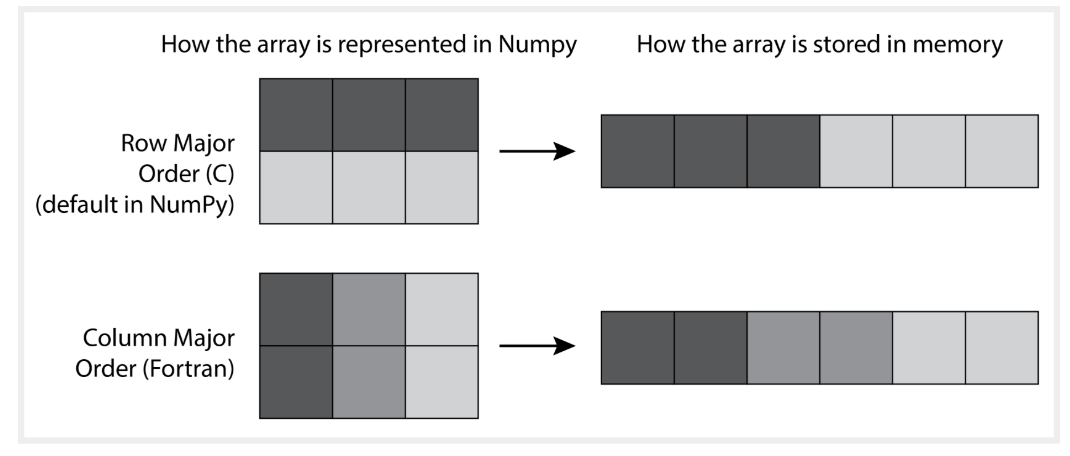 How the array is represented in Numpy
How the array is stored in memory
Row Major
Order (C)
(default in NumPy)
Column Major
Order (Fortran)